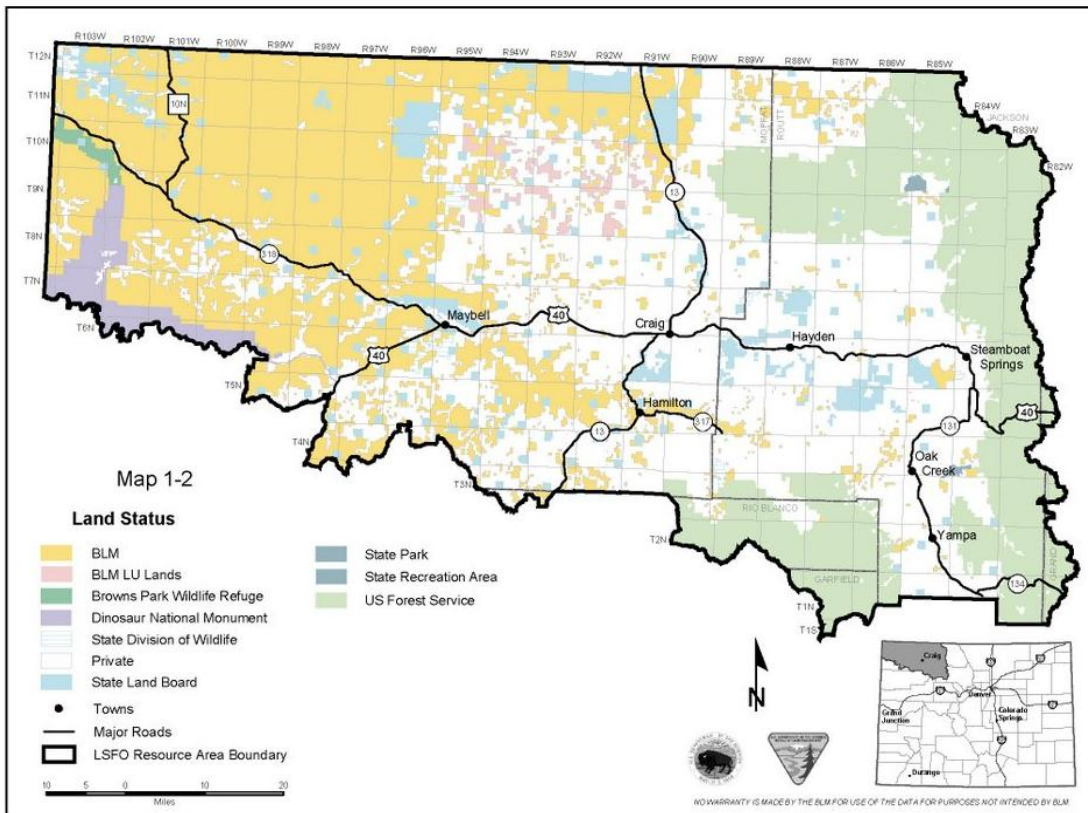 R103W R102W R101W R100W R99W R98W R97W R96W R95W R94W R93W R92W R91W R90W R89W R88W R87W R86W R85W
T12N
R84W
T11N
10N
JACKSON
R83W
MOFFAT
ROUTT
T10N
R82W
T9N
13
T8N
318
T7N
Maybell
40
Craig
Hayden
T6N
40
Steamboat
Springs
T5N
Hamilton
317
40
13
131
T4N
Oak
Creek
Map 1-2
T3N
RIO BLANCO
Land Status
T2N
Yampa
BLM
State Park
BLM LU Lands
State Recreation Area
Browns Park Wildlife Refuge
US Forest Service
GARFIELD
134
GRAND
Dinosaur National Monument
T1N
State Division of Wildlife
T1S
Private
State Land Board
Towns
Major Roads
LSFO Resource Area Boundary
N
Craig
Denver
Grand
Junction
Colorado
Springs
Durango
10 5 0 10 20
Miles
NO WARRANTY IS MADE BY THE BLM FOR USE OF THE DATA FOR PURPOSES NOT INTENDED BY BLM